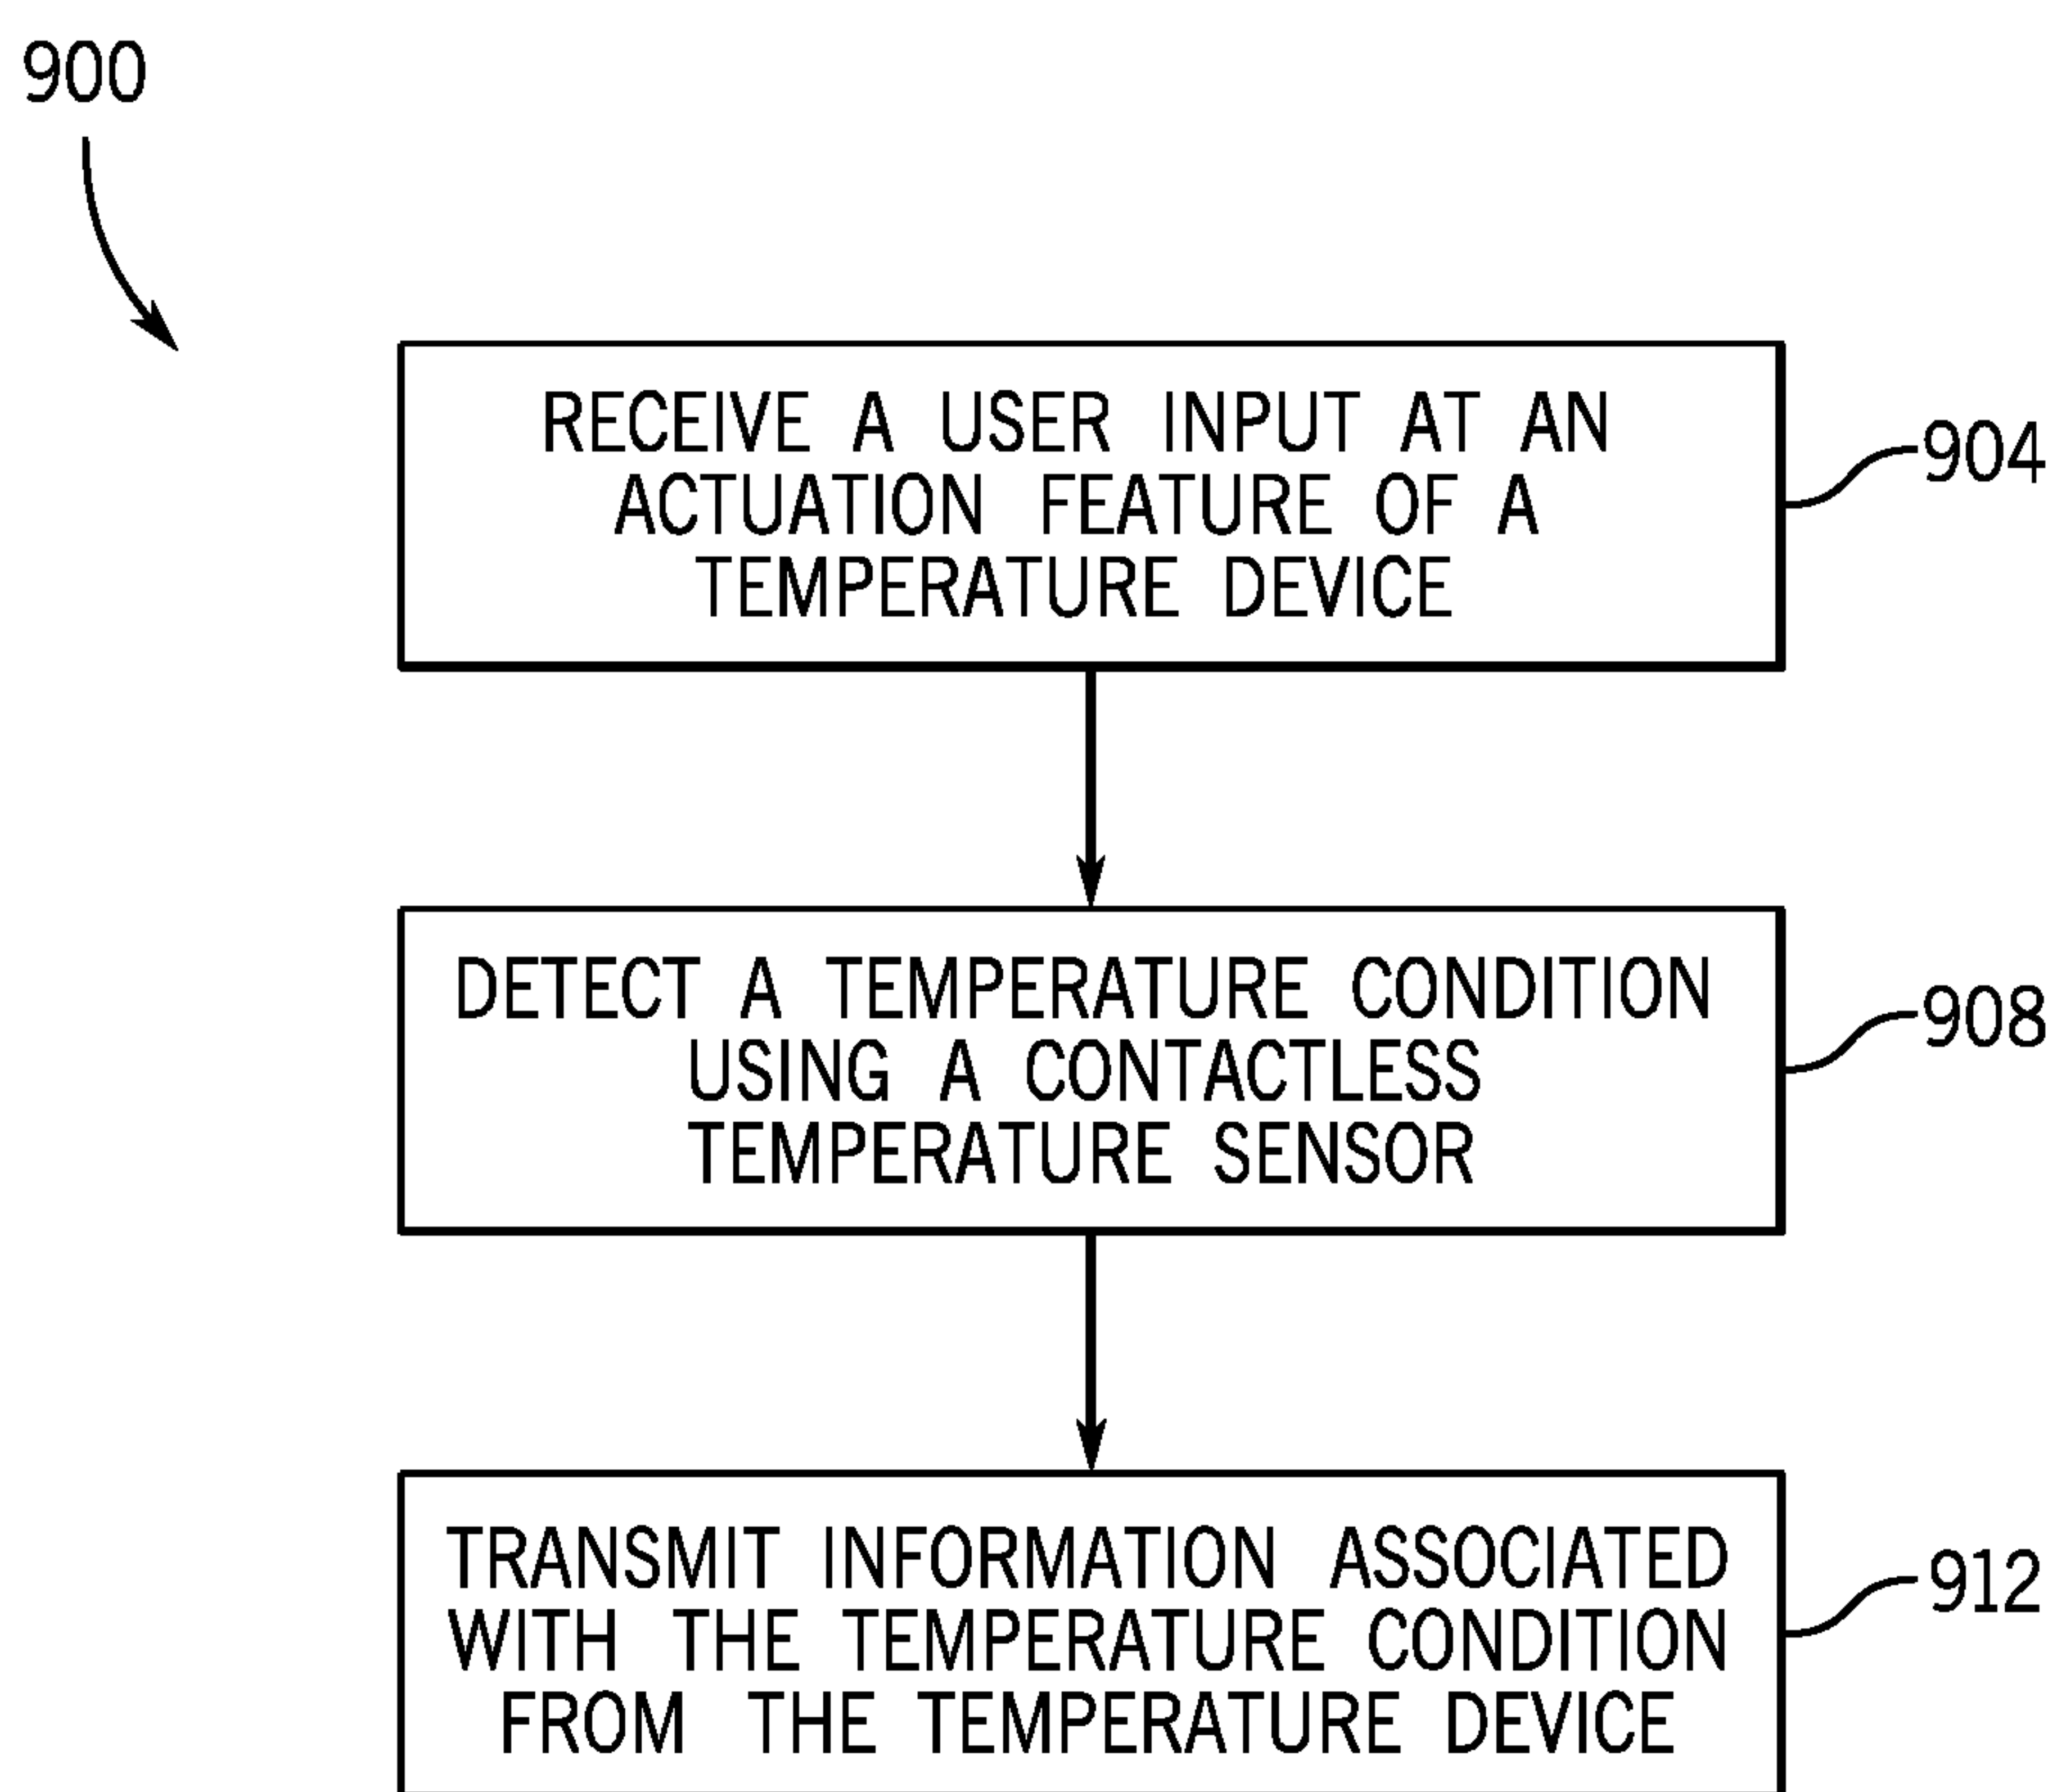 900
RECEIVE A USER INPUT AT AN
ACTUATION FEATURE OF A
TEMPERATURE DEVICE
904
DETECT A TEMPERATURE CONDITION
USING A CONTACTLESS
TEMPERATURE SENSOR
908
TRANSMIT INFORMATION ASSOCIATED
WITH THE TEMPERATURE CONDITION
FROM THE TEMPERATURE DEVICE
912